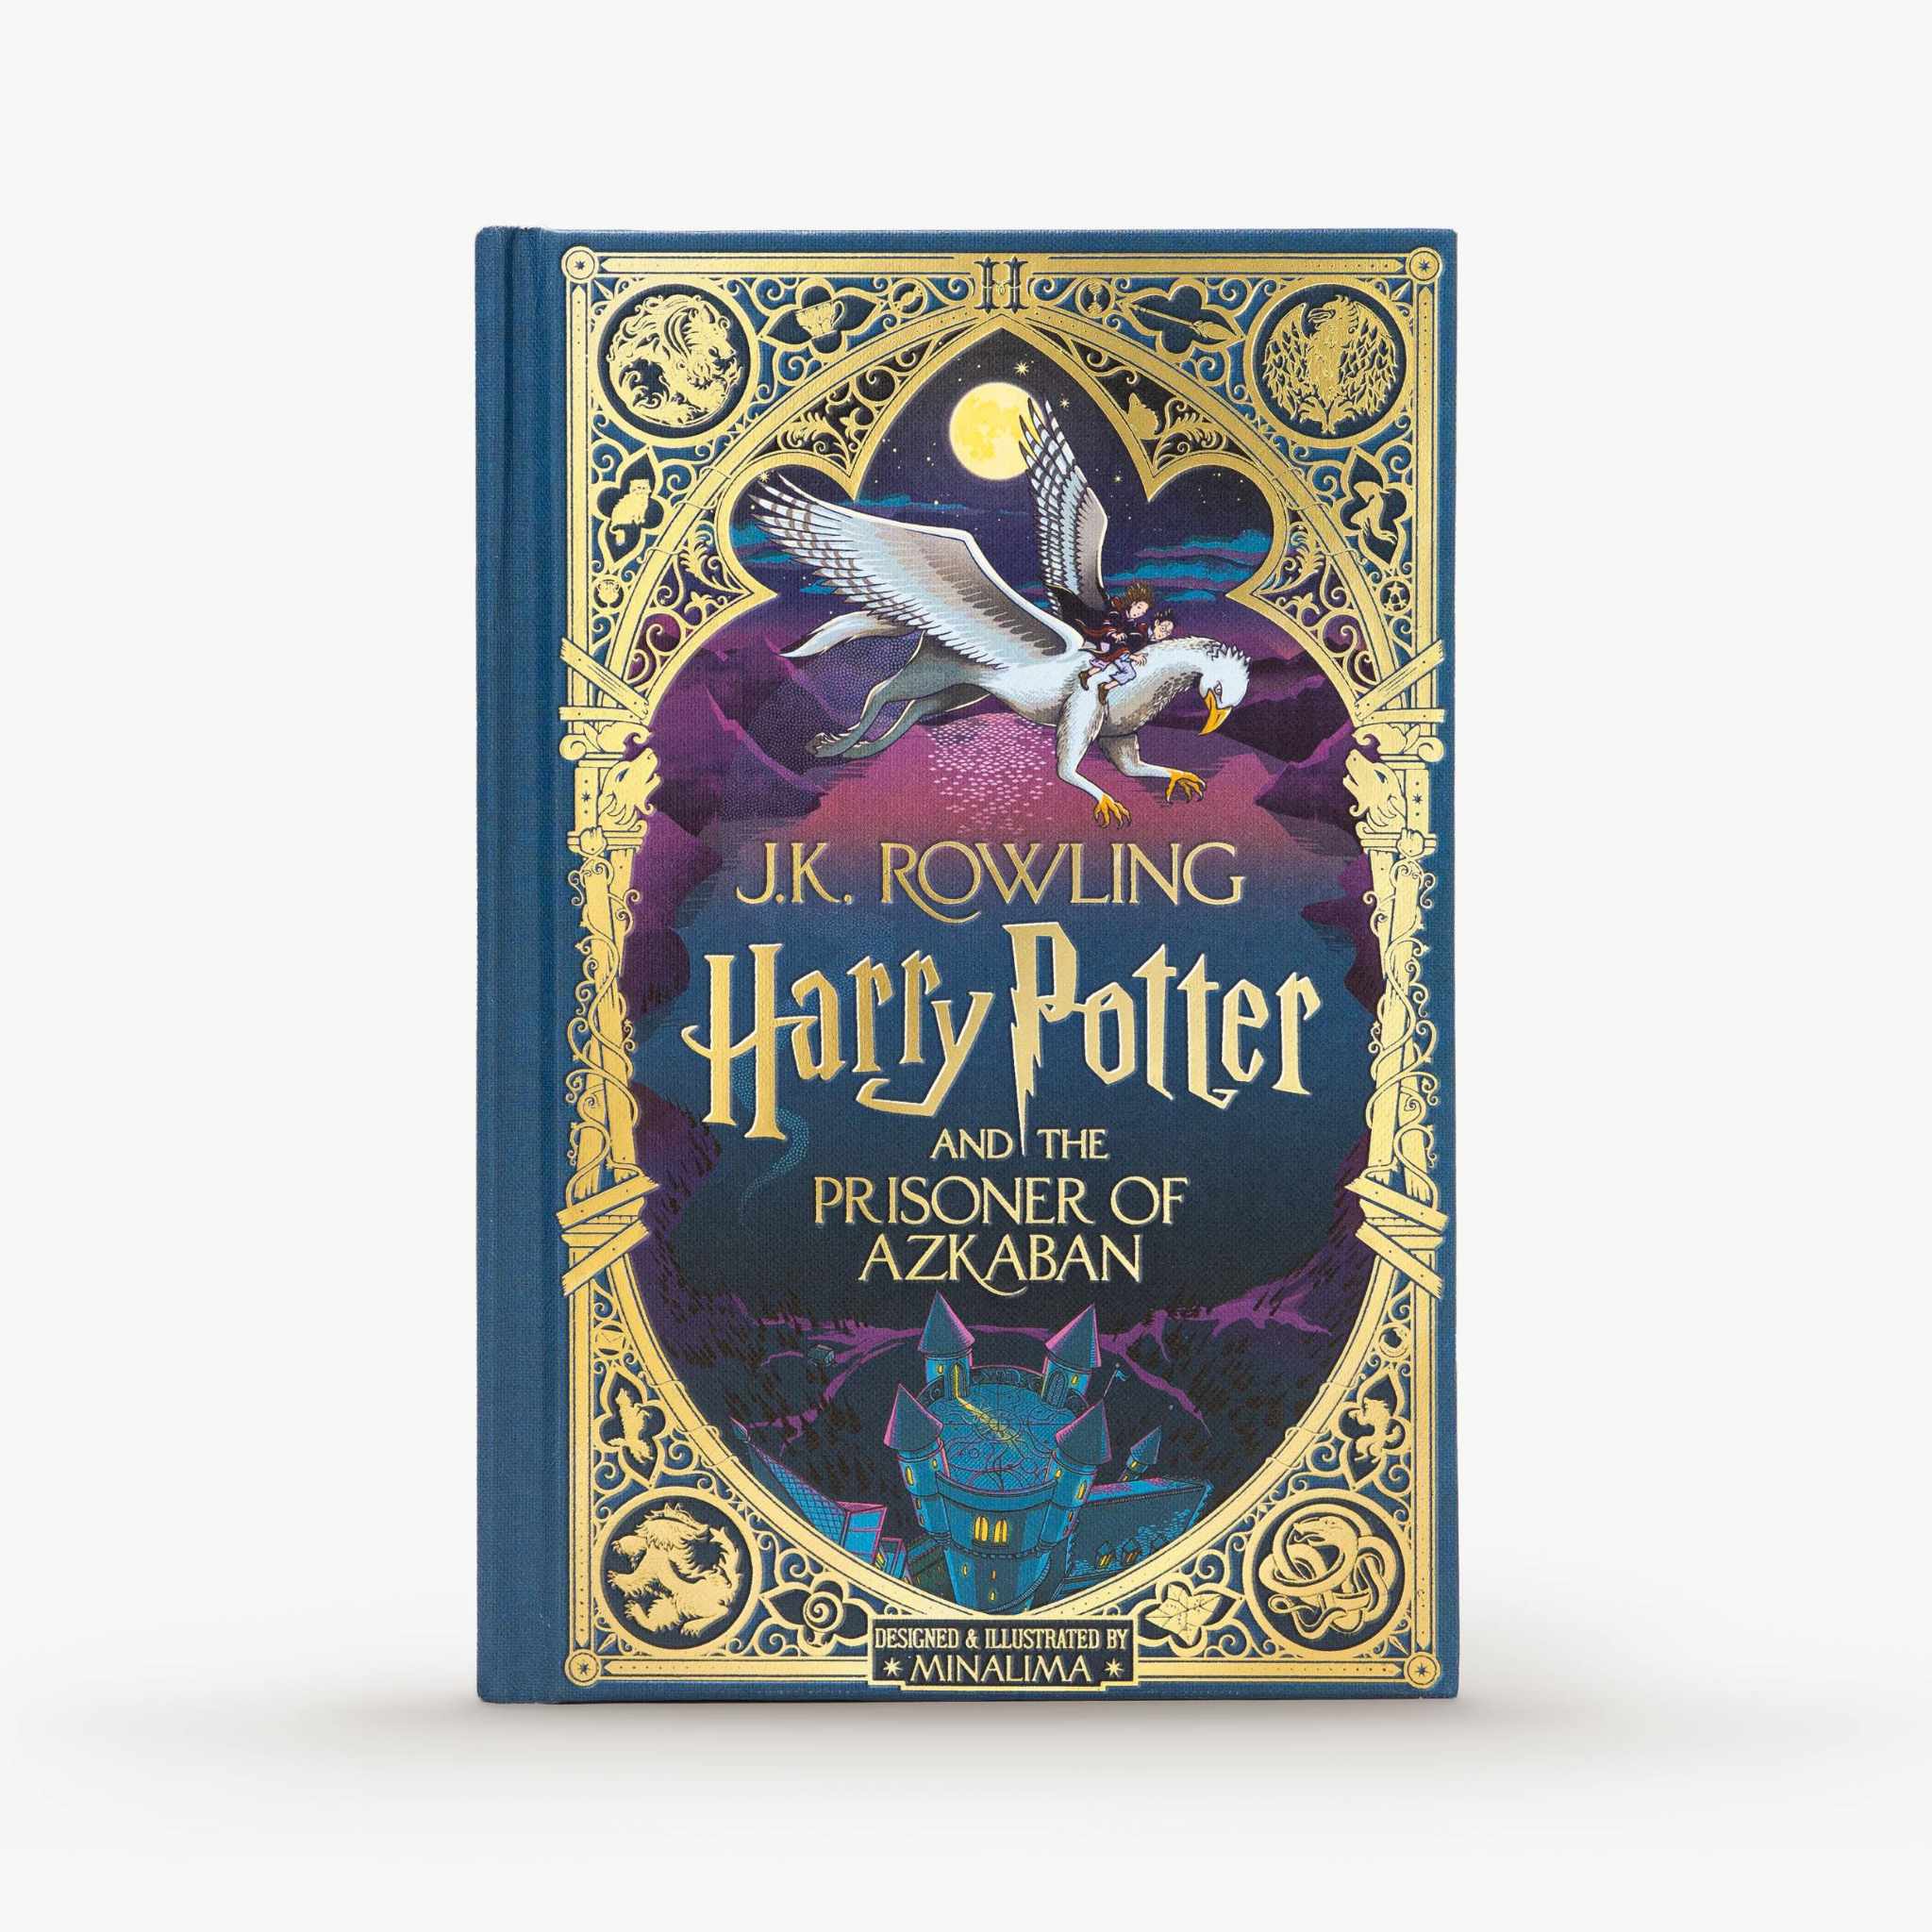 H
J.K. ROWLING
Harry Potter
AND THE
PRISONER OF
AZKABAN
DESIGNED & ILLUSTRATED BY
MINALIMA